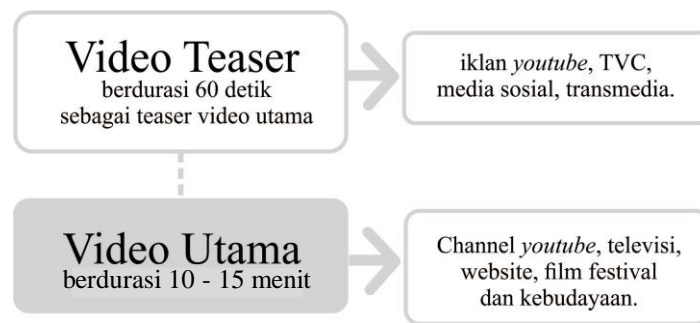 Video Teaser
berdurasi 60 detik
sebagai teaser video utama
iklan youtube, TVC,
media sosial, transmedia.
Video Utama
berdurasi 10 - 15 menit
Channel youtube, televisi,
website, film festival
dan kebudayaan.